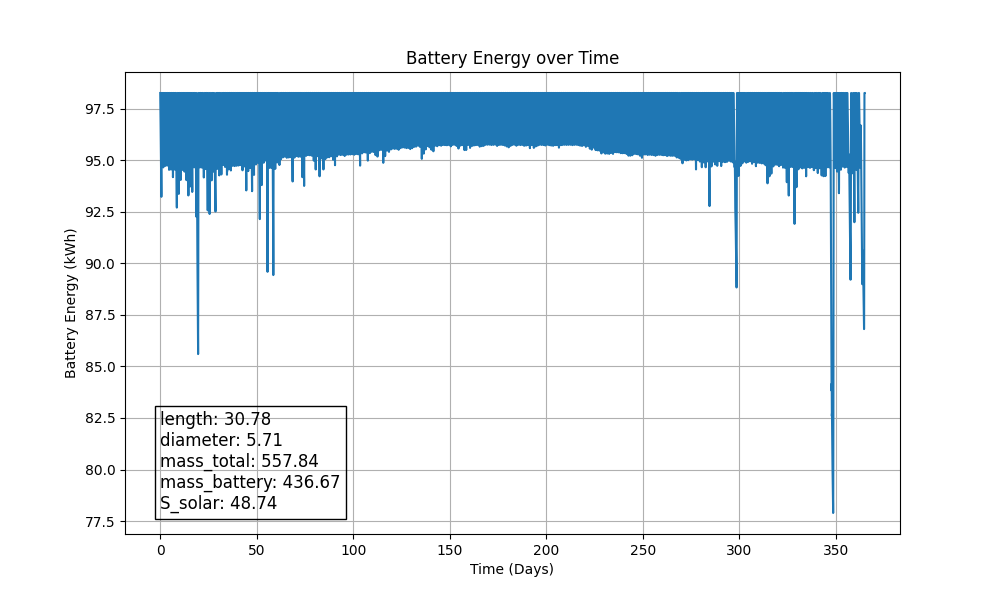 Battery Energy over Time
Battery Energy (kWh)
97.5
95.0
92.5
90.0
87.5
85.0
82.5
80.0
77.5
length: 30.78
diameter: 5.71
mass_total: 557.84
mass_battery: 436.67
S_solar: 48.74
0 50 100 150 200 250 300 350
Time (Days)